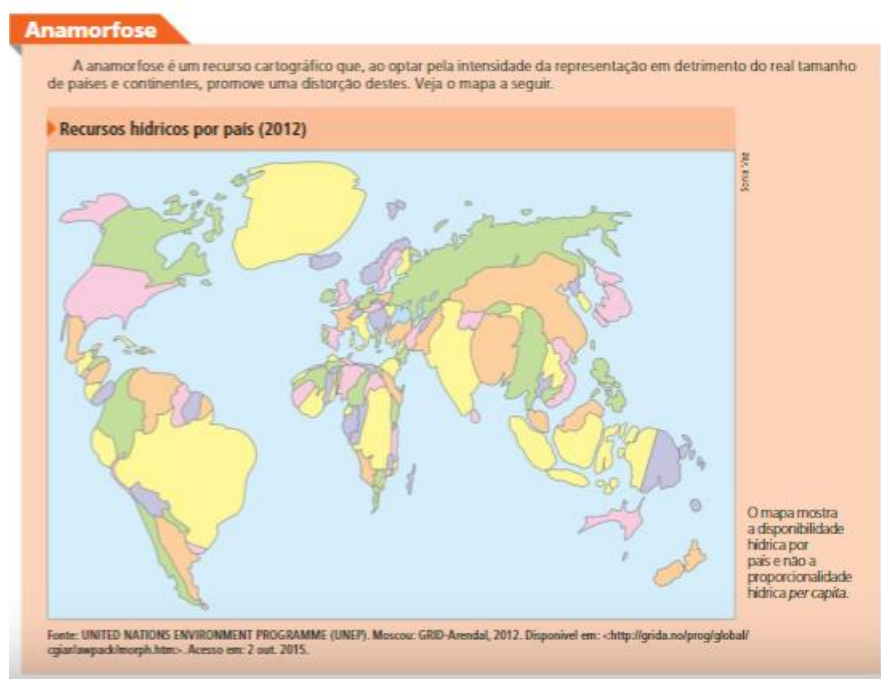 Anamorfose
A anamorfose é um recurso cartográfico que, ao optar pela intensidade da representação em detrimento do real tamanho
de países e continentes, promove uma distorção destes. Veja o mapa a seguir.
Recursos hídricos por país (2012)
Sonia Vaz
O mapa mostra
a disponibilidade
hídrica por
país e não a
proporcionalidade
hídrica per capita.
Fonte: UNITED NATIONS ENVIRONMENT PROGRAMME (UNEP). Moscou: GRID-Arendal, 2012. Disponível em: <http://grida.no/prog/global/
cgiar/awpack/morph.htm>. Acesso em: 2 out. 2015.